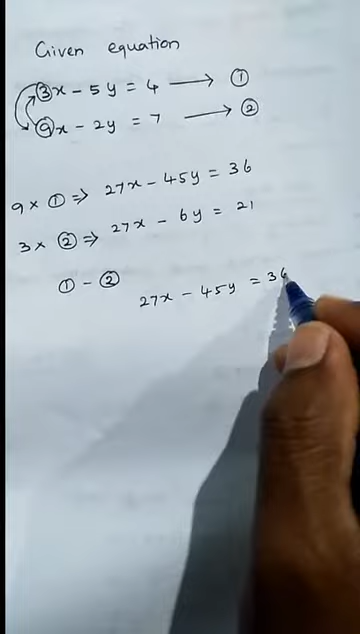 Given equation
3x - 5y = 4 ⟶ ①
9x - 2y = 7 ⟶ ②
9 × ① ⇒ 27x - 45y = 36
3 × ② ⇒ 27x - 6y = 21
① - ②
27x - 45y = 36